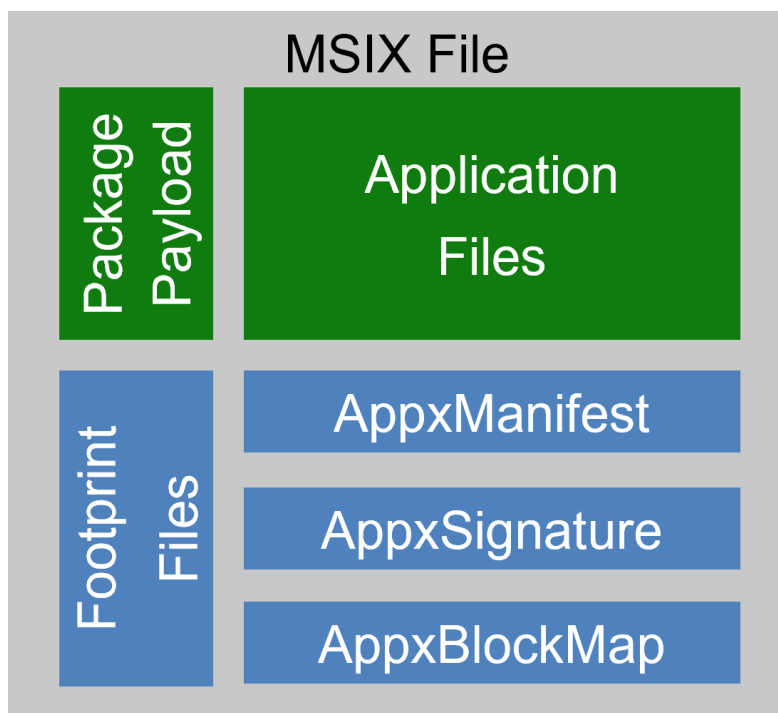 MSIX File
Package
Payload
Application
Files
Footprint
Files
AppxManifest
AppxSignature
AppxBlockMap